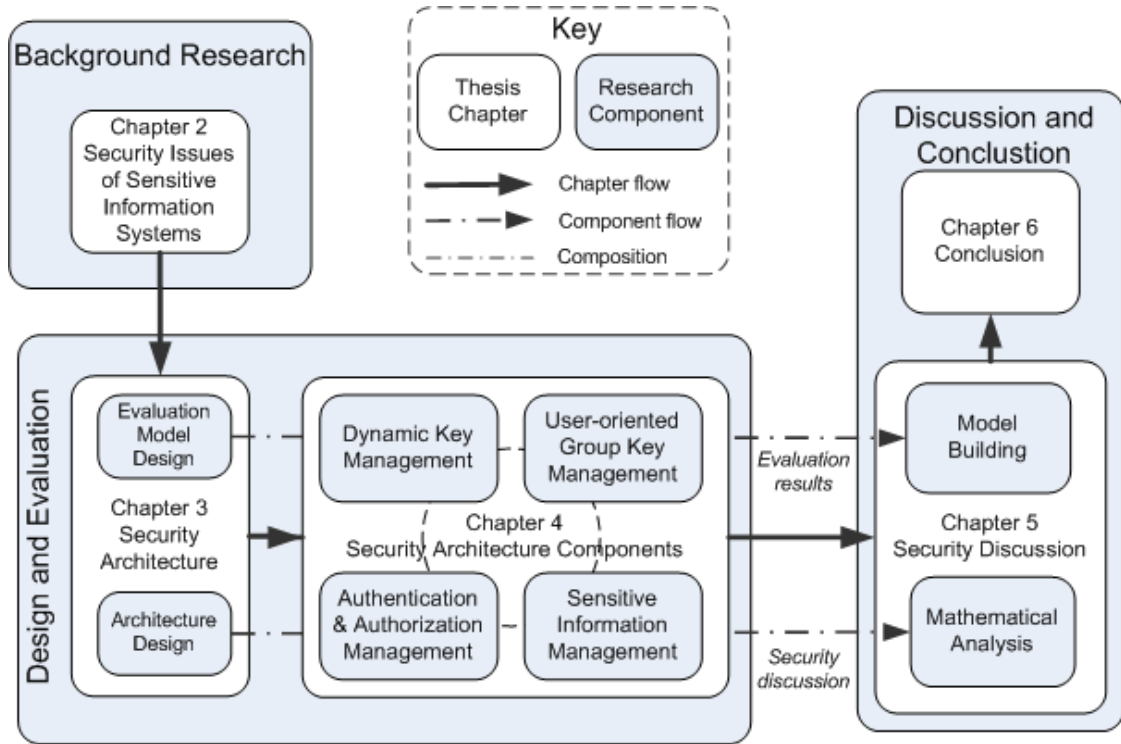 Background Research
Chapter 2
Security Issues
of Sensitive
Information
Systems
Key
Thesis
Chapter
Research
Component
Chapter flow
Component flow
Composition
Design and Evaluation
Evaluation
Model
Design
Chapter 3
Security
Architecture
Architecture
Design
Dynamic Key
Management
User-oriented
Group Key
Management
Chapter 4
Security Architecture Components
Authentication
& Authorization
Management
Sensitive
Information
Management
Evaluation
results
Security
discussion
Discussion and
Conclustion
Chapter 6
Conclusion
Model
Building
Chapter 5
Security Discussion
Mathematical
Analysis